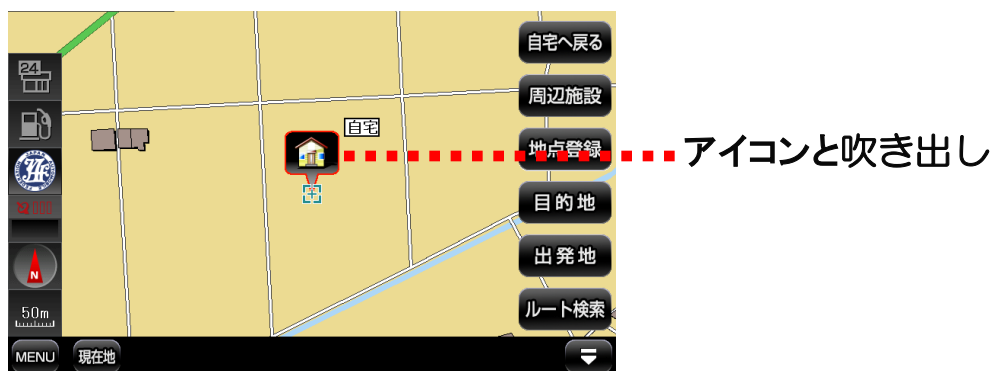 自宅へ戻る
24
周辺施設
自宅
地点登録
アイコンと吹き出し
JAF
目的地
出発地
N
50m
ルート検索
MENU
現在地